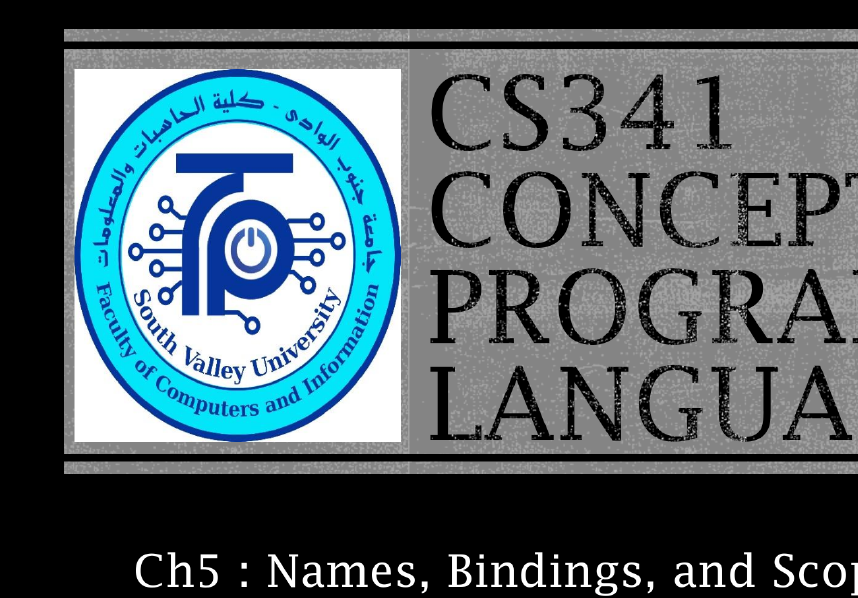 جامعة جنوب الوادى - كلية الحاسبات والمعلومات
South Valley University
Faculty of Computers and Information
CS341
CONCEPT
PROGRA
LANGUA
Ch5 : Names, Bindings, and Scop